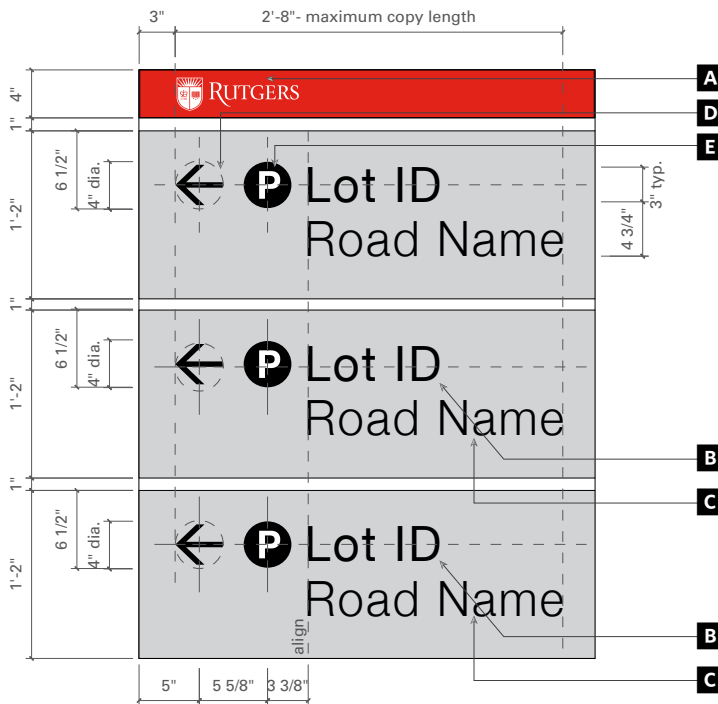 3" 2'-8"- maximum copy length
A
RUTGERS
4"
D
1"
E
6 1/2"
4" dia.
1'-2"
P Lot ID
Road Name
3" typ.
4 3/4"
1"
6 1/2"
4" dia.
1'-2"
P Lot ID
Road Name
B
C
1"
6 1/2"
4" dia.
1'-2"
P Lot ID
Road Name
align
B
C
5" 5 5/8" 3 3/8"